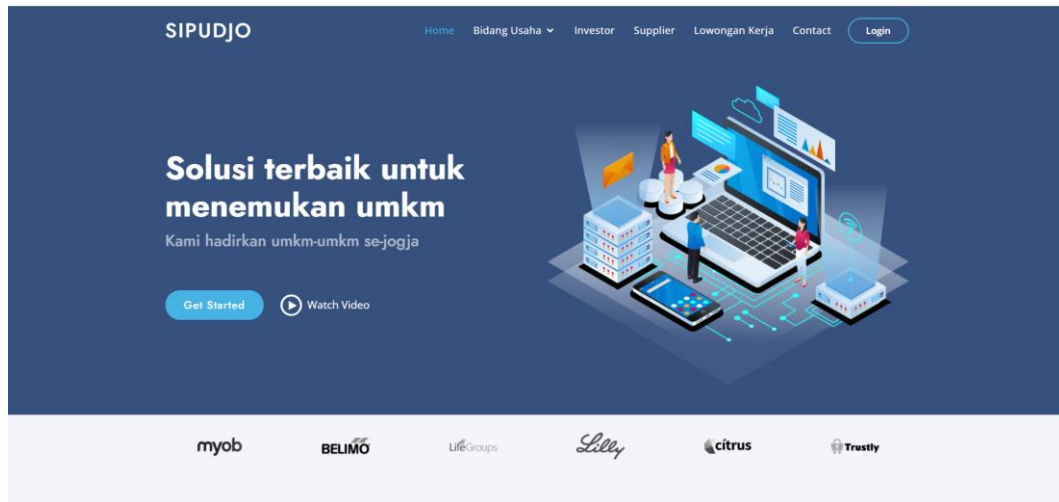 SIPUDJO
Home Bidang Usaha Investor Supplier Lowongan Kerja Contact Login
Solusi terbaik untuk
menemukan umkm
Kami hadirkan umkm-umkm se-jogja
Get Started Watch Video
myob BELIMO LifeGroups Lilly citrus Trustly